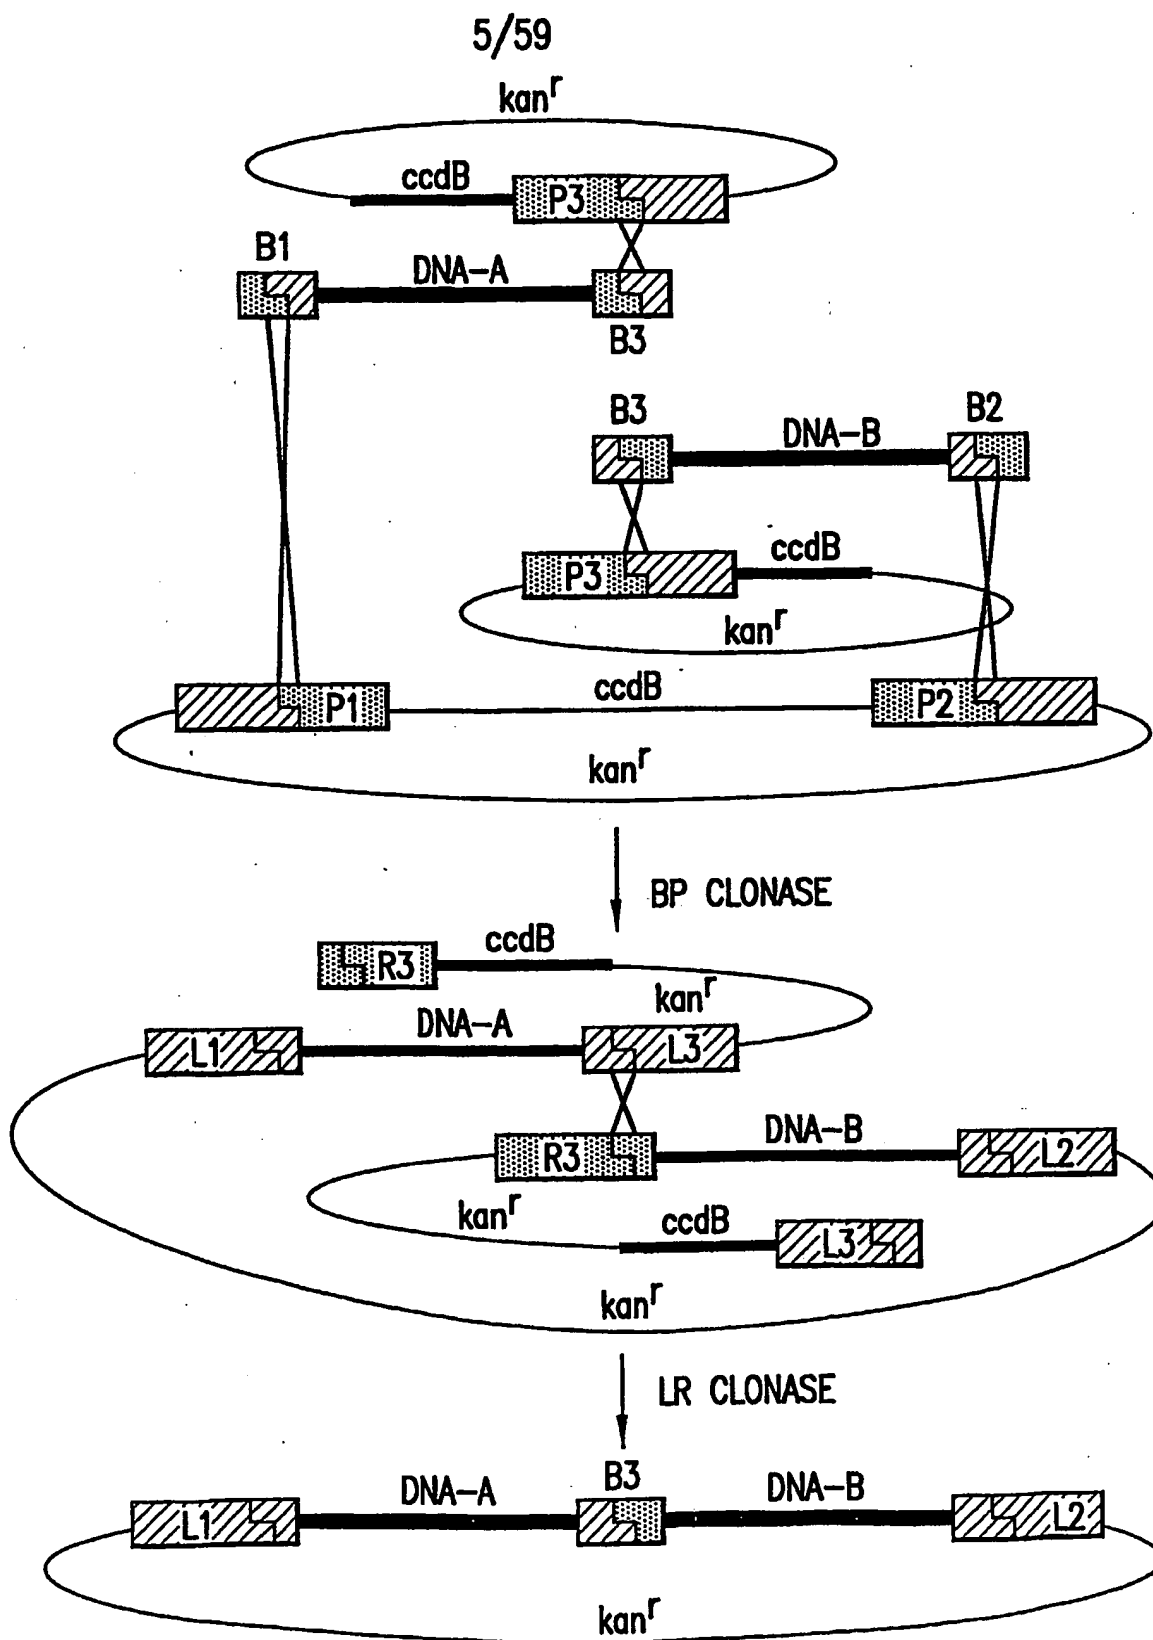 5/59
kanʳ
ccdB
P3
B1
DNA-A
B3
B3
DNA-B
B2
P3
ccdB
kanʳ
P1
ccdB
P2
kanʳ
BP CLONASE
R3
ccdB
kanʳ
L1
DNA-A
L3
R3
DNA-B
L2
kanʳ
ccdB
L3
kanʳ
LR CLONASE
L1
DNA-A
B3
DNA-B
L2
kanʳ